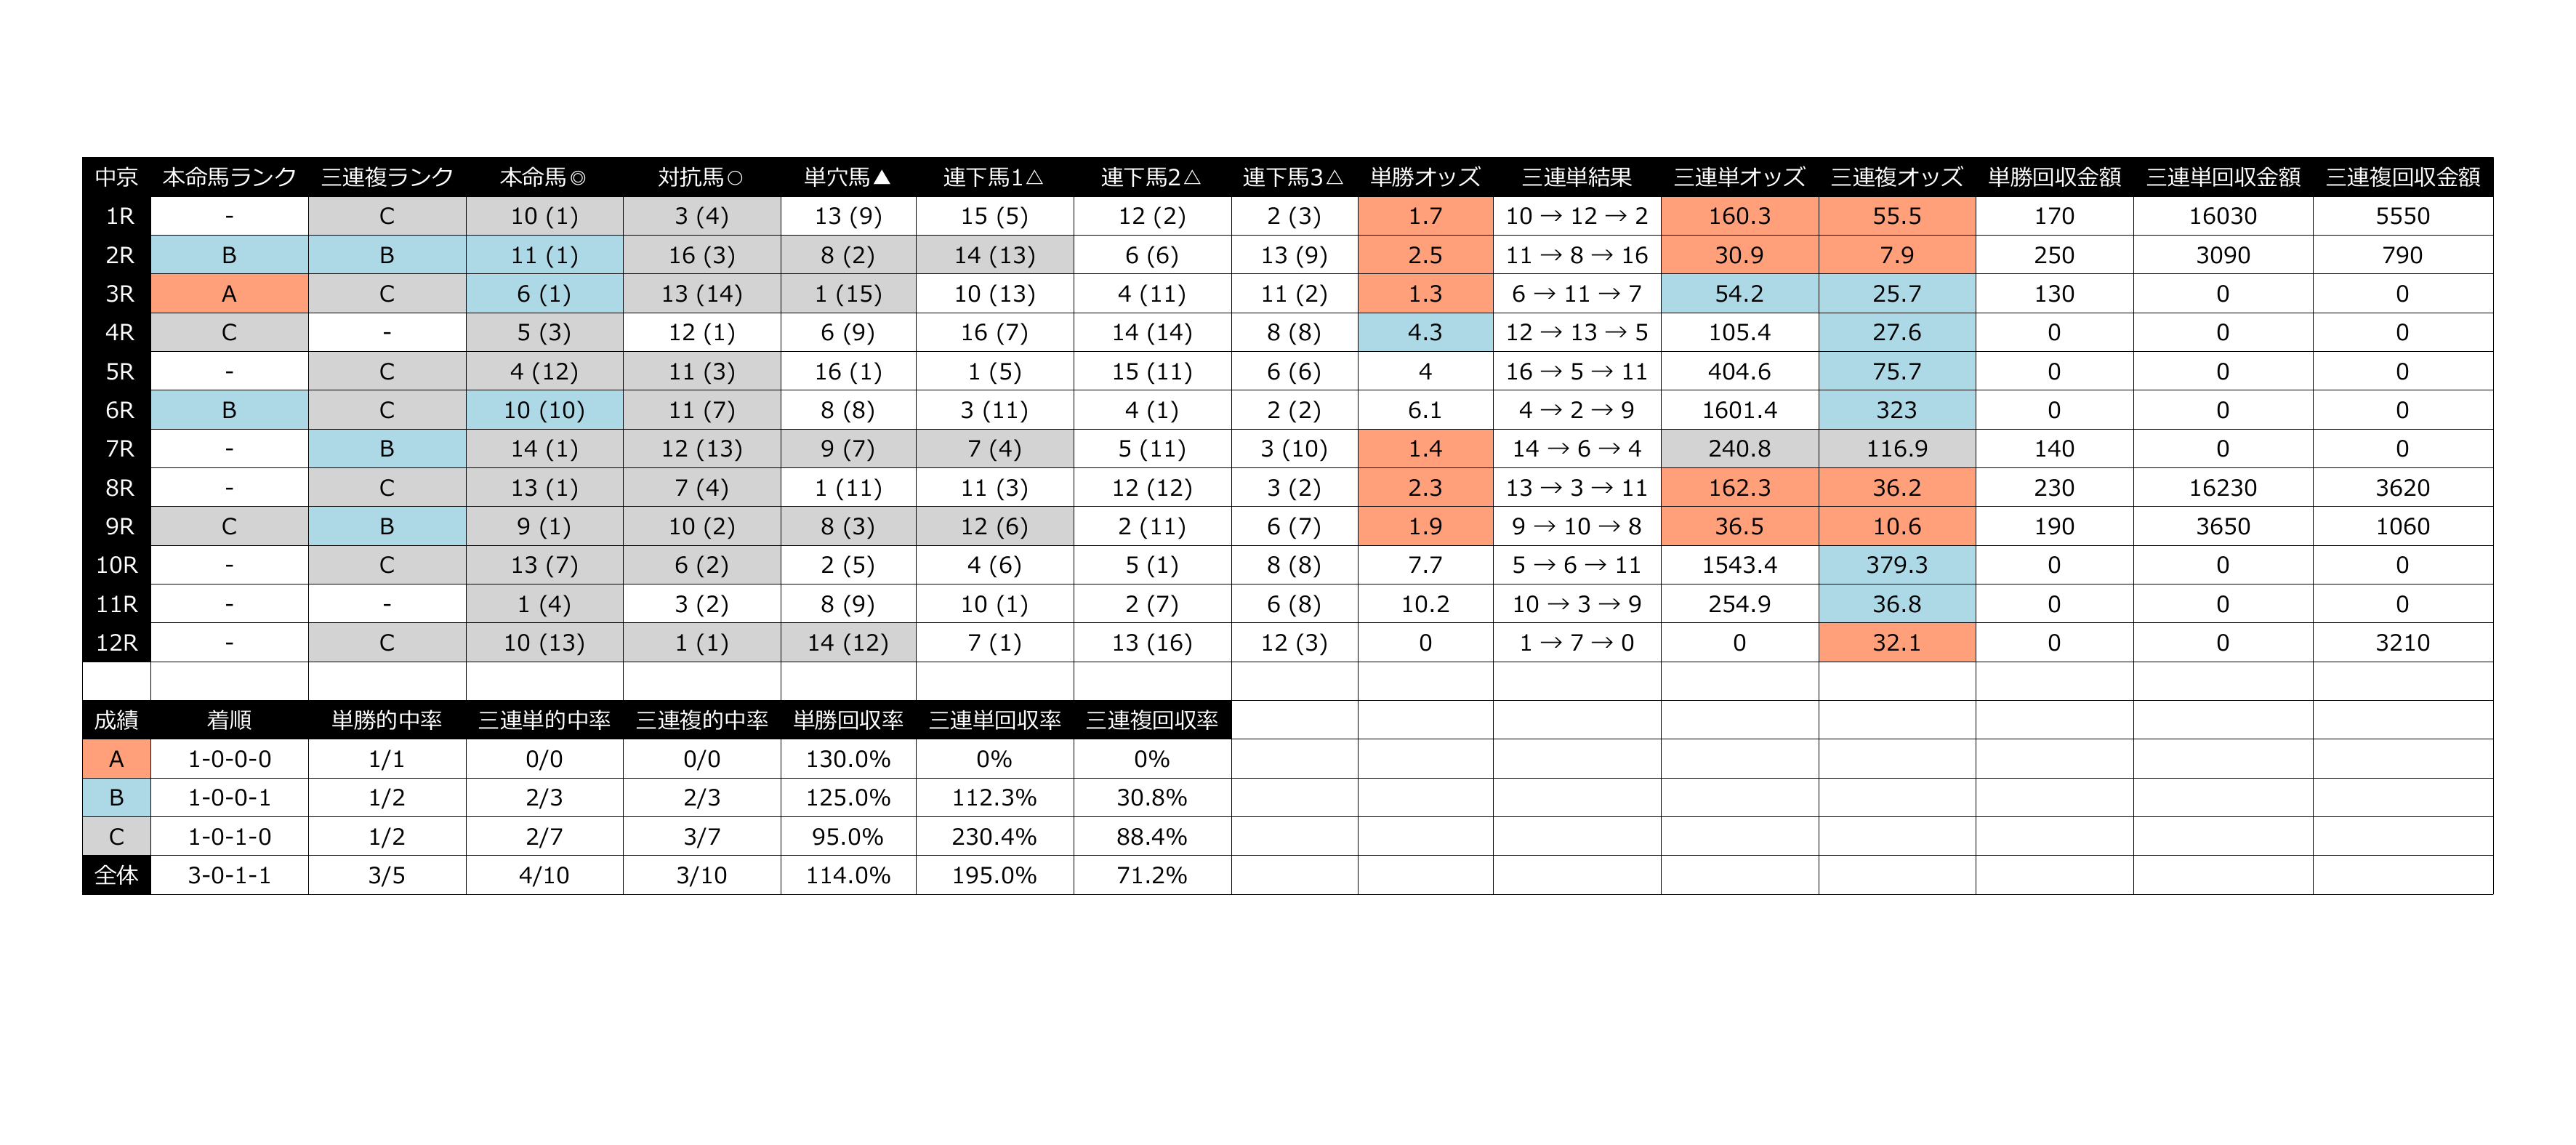 中京 本命馬ランク 三連複ランク 本命馬◎ 対抗馬○ 単穴馬▲ 連下馬1△ 連下馬2△ 連下馬3△ 単勝オッズ 三連単結果 三連単オッズ 三連複オッズ 単勝回収金額 三連単回収金額 三連複回収金額
1R - C 10 (1) 3 (4) 13 (9) 15 (5) 12 (2) 2 (3) 1.7 10 → 12 → 2 160.3 55.5 170 16030 5550
2R B B 11 (1) 16 (3) 8 (2) 14 (13) 6 (6) 13 (9) 2.5 11 → 8 → 16 30.9 7.9 250 3090 790
3R A C 6 (1) 13 (14) 1 (15) 10 (13) 4 (11) 11 (2) 1.3 6 → 11 → 7 54.2 25.7 130 0 0
4R C - 5 (3) 12 (1) 6 (9) 16 (7) 14 (14) 8 (8) 4.3 12 → 13 → 5 105.4 27.6 0 0 0
5R - C 4 (12) 11 (3) 16 (1) 1 (5) 15 (11) 6 (6) 4 16 → 5 → 11 404.6 75.7 0 0 0
6R B C 10 (10) 11 (7) 8 (8) 3 (11) 4 (1) 2 (2) 6.1 4 → 2 → 9 1601.4 323 0 0 0
7R - B 14 (1) 12 (13) 9 (7) 7 (4) 5 (11) 3 (10) 1.4 14 → 6 → 4 240.8 116.9 140 0 0
8R - C 13 (1) 7 (4) 1 (11) 11 (3) 12 (12) 3 (2) 2.3 13 → 3 → 11 162.3 36.2 230 16230 3620
9R C B 9 (1) 10 (2) 8 (3) 12 (6) 2 (11) 6 (7) 1.9 9 → 10 → 8 36.5 10.6 190 3650 1060
10R - C 13 (7) 6 (2) 2 (5) 4 (6) 5 (1) 8 (8) 7.7 5 → 6 → 11 1543.4 379.3 0 0 0
11R - - 1 (4) 3 (2) 8 (9) 10 (1) 2 (7) 6 (8) 10.2 10 → 3 → 9 254.9 36.8 0 0 0
12R - C 10 (13) 1 (1) 14 (12) 7 (1) 13 (16) 12 (3) 0 1 → 7 → 0 0 32.1 0 0 3210
成績 着順 単勝的中率 三連単的中率 三連複的中率 単勝回収率 三連単回収率 三連複回収率
A 1-0-0-0 1/1 0/0 0/0 130.0% 0% 0%
B 1-0-0-1 1/2 2/3 2/3 125.0% 112.3% 30.8%
C 1-0-1-0 1/2 2/7 3/7 95.0% 230.4% 88.4%
全体 3-0-1-1 3/5 4/10 3/10 114.0% 195.0% 71.2%